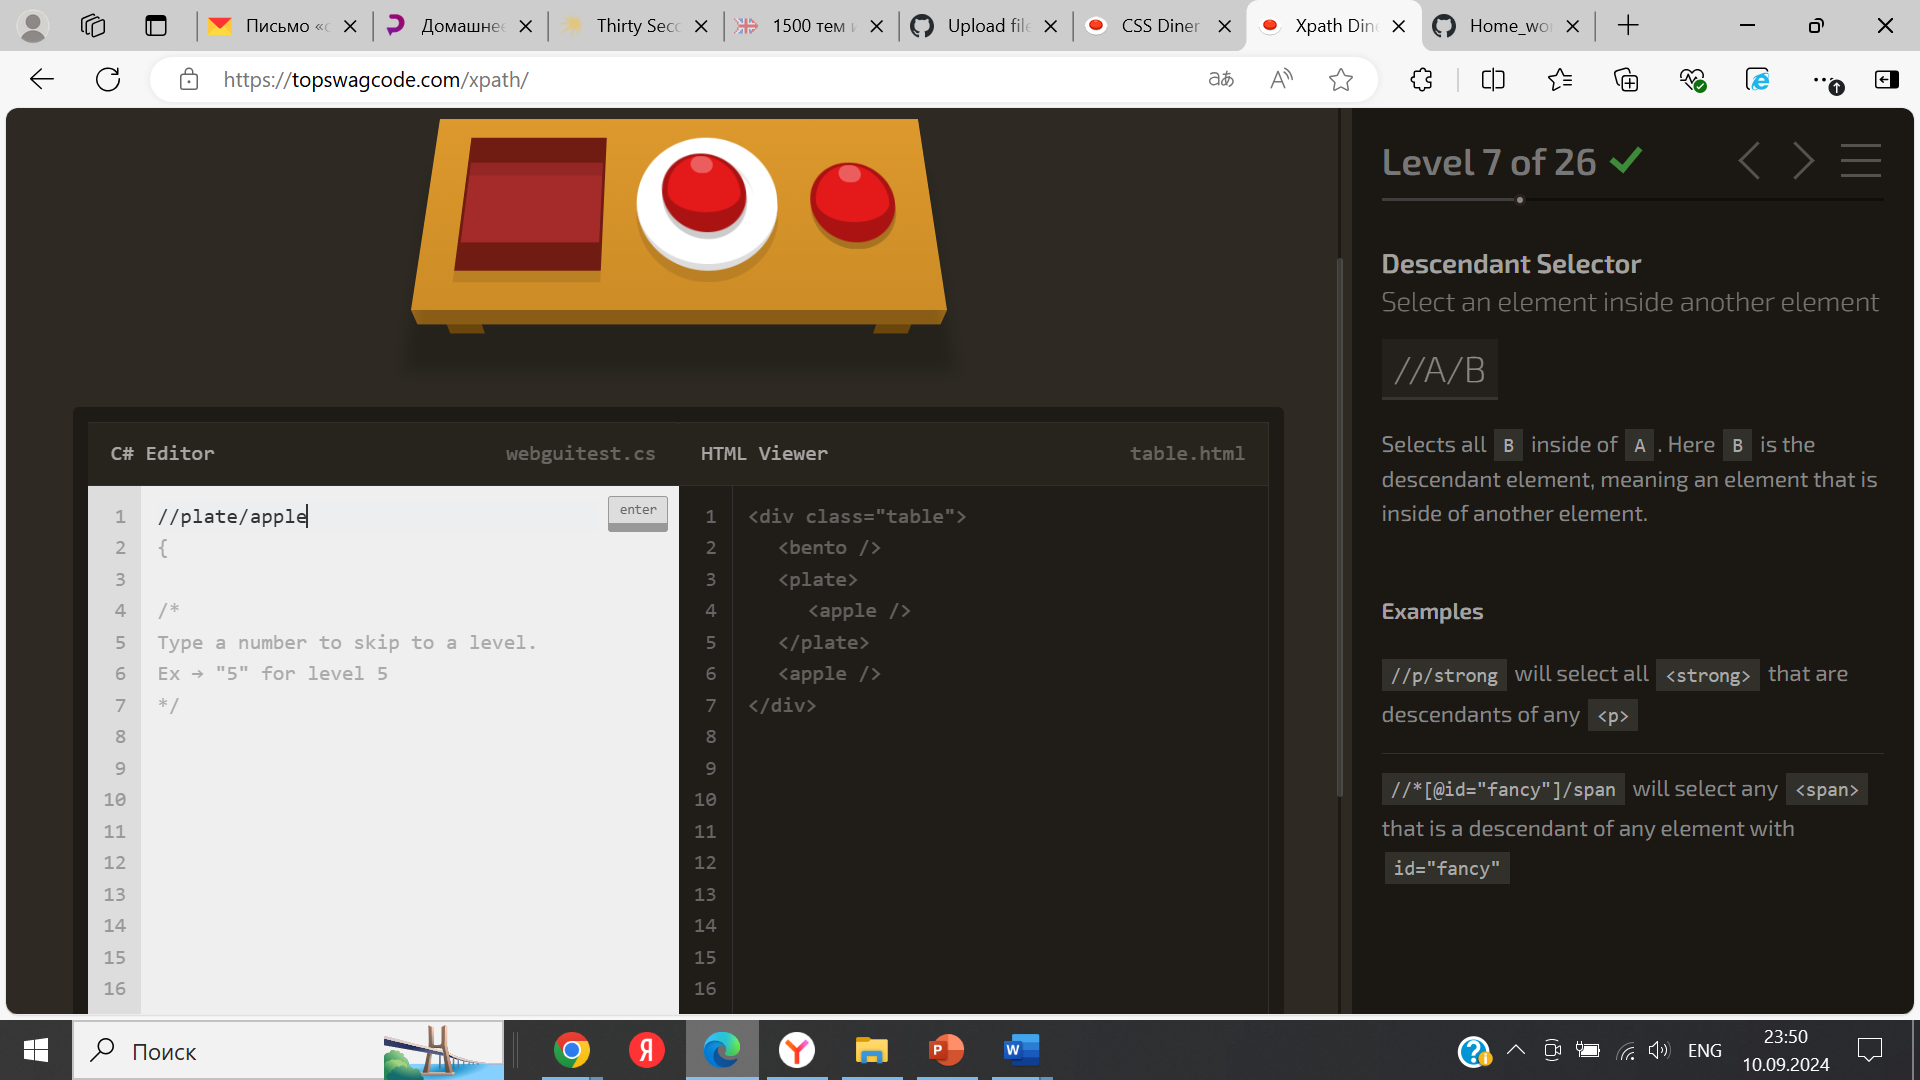 Письмо «с
Домашнее
Thirty Seco
1500 тем и
Upload file
CSS Diner
Xpath Dine
Home_wor
https://topswagcode.com/xpath/
Level 7 of 26
Descendant Selector
Select an element inside another element
//A/B
Selects all B inside of A . Here B is the
descendant element, meaning an element that is
inside of another element.
Examples
//p/strong will select all <strong> that are
descendants of any <p>
//*[@id="fancy"]/span will select any <span>
that is a descendant of any element with
id="fancy"
C# Editor webguitest.cs
enter
1 //plate/apple
2 {
3
4 /*
5 Type a number to skip to a level.
6 Ex → "5" for level 5
7 */
8
9
10
11
12
13
14
15
16
HTML Viewer table.html
1 <div class="table">
2 <bento />
3 <plate>
4 <apple />
5 </plate>
6 <apple />
7 </div>
8
9
10
11
12
13
14
15
16
Поиск
ENG
23:50
10.09.2024